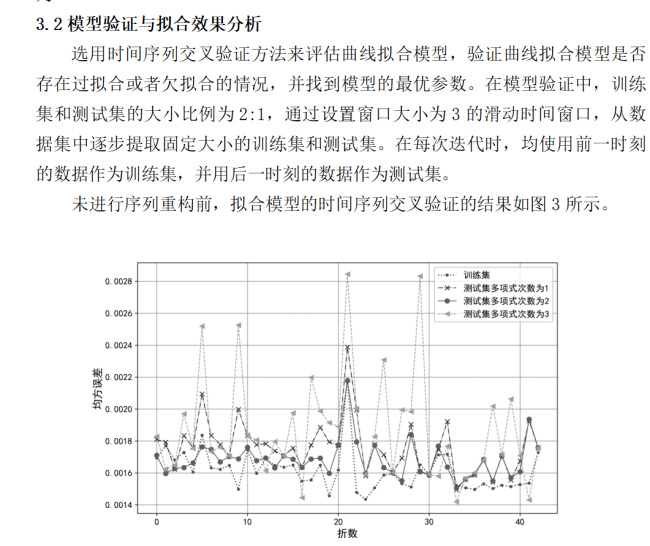 3.2 模型验证与拟合效果分析
选用时间序列交叉验证方法来评估曲线拟合模型，验证曲线拟合模型是否
存在过拟合或者欠拟合的情况，并找到模型的最优参数。在模型验证中，训练
集和测试集的大小比例为 2:1，通过设置窗口大小为 3 的滑动时间窗口，从数
据集中逐步提取固定大小的训练集和测试集。在每次迭代时，均使用前一时刻
的数据作为训练集，并用后一时刻的数据作为测试集。
未进行序列重构前，拟合模型的时间序列交叉验证的结果如图 3 所示。
训练集
测试集多项式次数为1
测试集多项式次数为2
测试集多项式次数为3
0.0028
0.0026
0.0024
0.0022
0.0020
0.0018
0.0016
0.0014
均方误差
0
10
20
30
40
折数